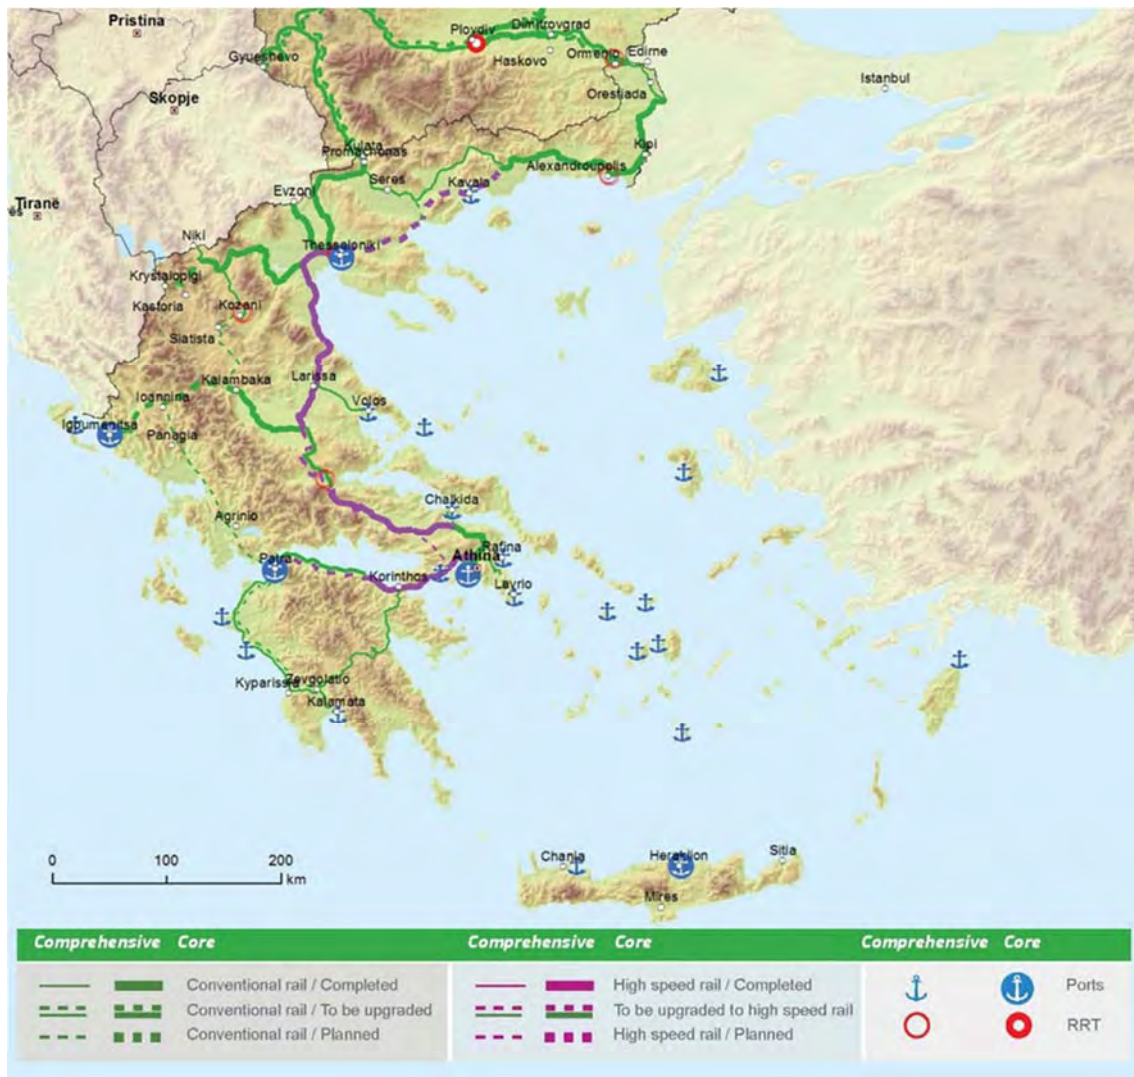 Pristina
Plovdiv
Dimitrovgrad
Gyueshevo
Haskovo
Ormenio
Edirne
Istanbul
Skopje
Orestiada
Kulata
Promachonas
Kipi
Alexandroupolis
Seres
Kavala
Evzoni
Tirane
Niki
Thessaloniki
Krystalopigi
Kastoria
Kozani
Siatista
Kalambaka
Larissa
Ioannina
Volos
Igoumenitsa
Panagia
Chalkida
Agrinio
Rafina
Athina
Patra
Korinthos
Lavrio
Kyparissia
Zevgolatio
Kalamata
0 100 200
km
Chania
Heraklion
Sitia
Mires
Comprehensive Core
Conventional rail / Completed
Conventional rail / To be upgraded
Conventional rail / Planned
Comprehensive Core
High speed rail / Completed
To be upgraded to high speed rail
High speed rail / Planned
Comprehensive Core
Ports
RRT